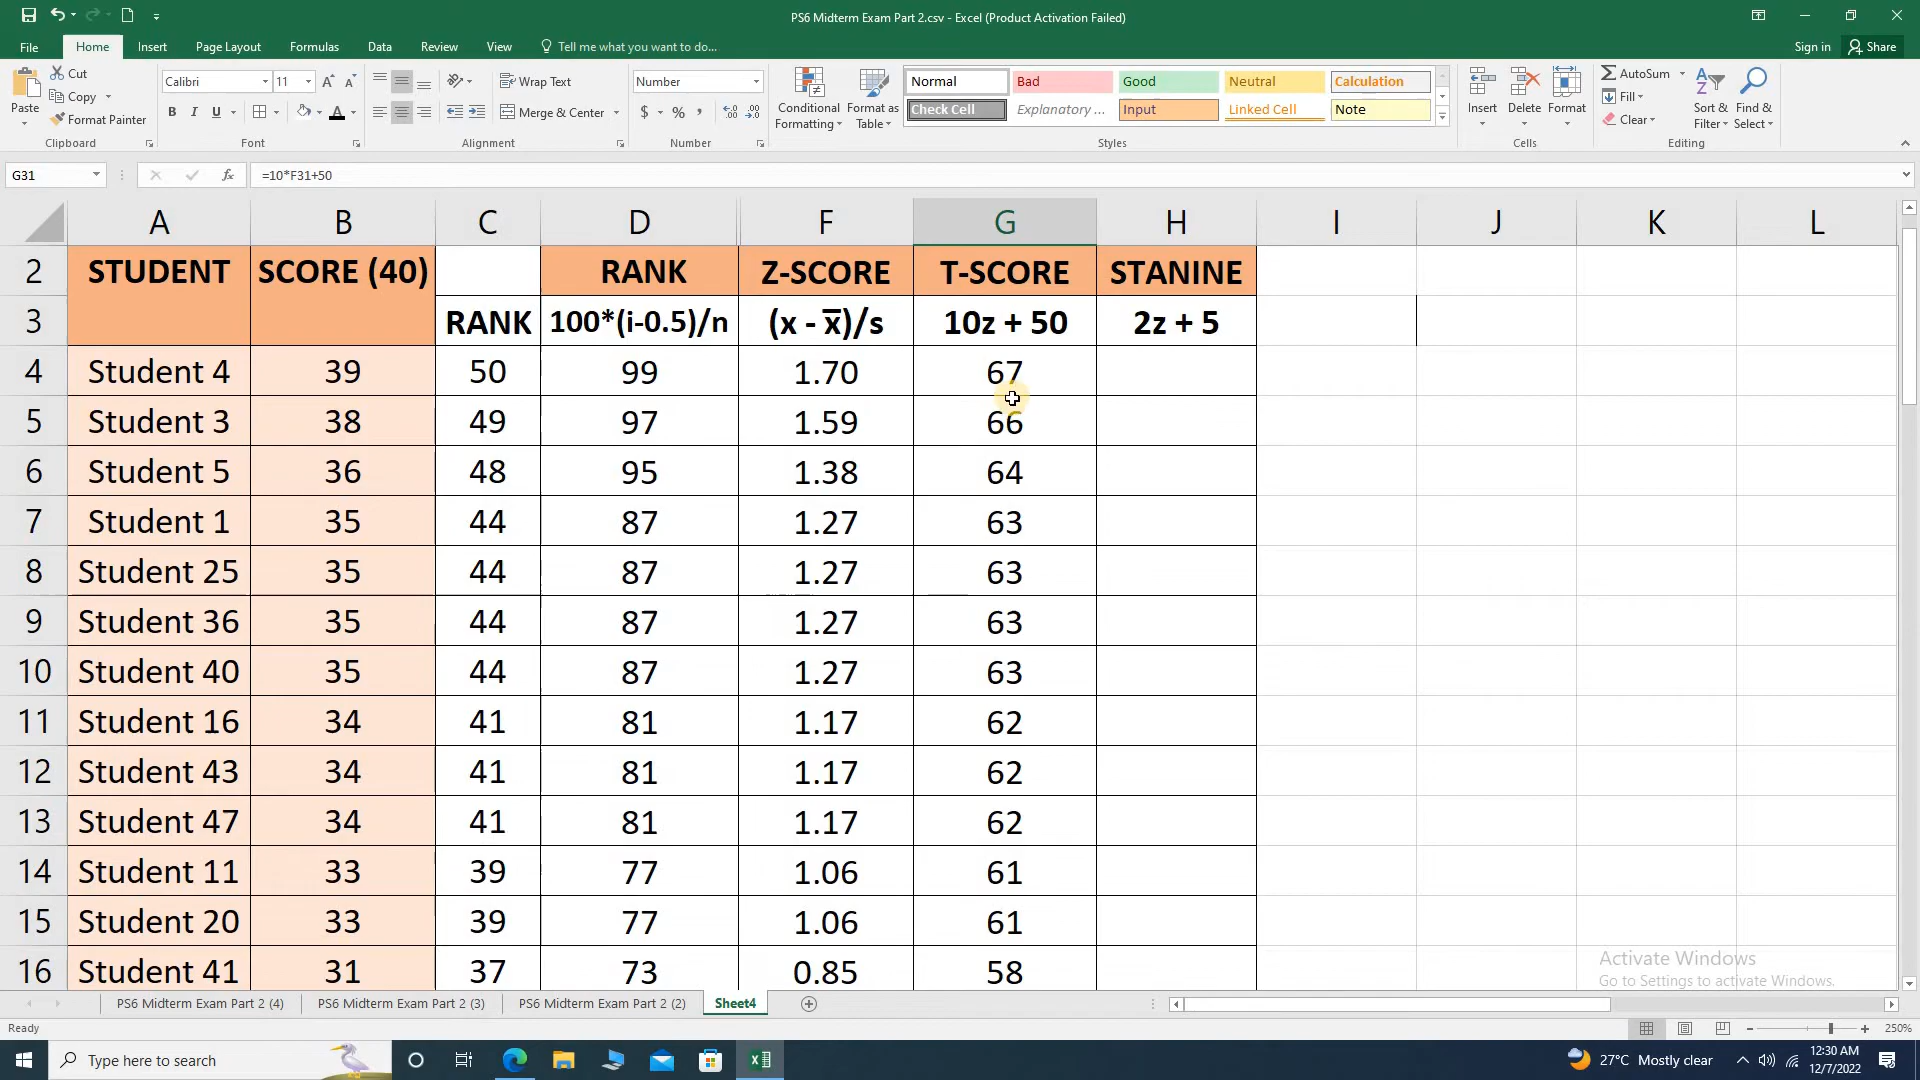 PS6 Midterm Exam Part 2.csv - Excel (Product Activation Failed)
File Home Insert Page Layout Formulas Data Review View Tell me what you want to do... Sign in Share
Paste Cut Copy Format Painter
Calibri 11 Wrap Text Merge & Center Number
B I U A $ % ,
Conditional Formatting Format as Table
Normal Bad Good Neutral Calculation
Check Cell Explanatory ... Input Linked Cell Note
Insert Delete Format
AutoSum Fill Clear Sort & Filter Find & Select
Clipboard Font Alignment Number Styles Cells Editing
G31 fx =10*F31+50
A B C D F G H I J K L
2 STUDENT SCORE (40) RANK Z-SCORE T-SCORE STANINE
3 RANK 100*(i-0.5)/n (x - x̅)/s 10z + 50 2z + 5
4 Student 4 39 50 99 1.70 67
5 Student 3 38 49 97 1.59 66
6 Student 5 36 48 95 1.38 64
7 Student 1 35 44 87 1.27 63
8 Student 25 35 44 87 1.27 63
9 Student 36 35 44 87 1.27 63
10 Student 40 35 44 87 1.27 63
11 Student 16 34 41 81 1.17 62
12 Student 43 34 41 81 1.17 62
13 Student 47 34 41 81 1.17 62
14 Student 11 33 39 77 1.06 61
15 Student 20 33 39 77 1.06 61
16 Student 41 31 37 73 0.85 58
Activate Windows
Go to Settings to activate Windows.
PS6 Midterm Exam Part 2 (4) PS6 Midterm Exam Part 2 (3) PS6 Midterm Exam Part 2 (2) Sheet4
Ready 250%
Type here to search 27°C Mostly clear 12:30 AM
12/7/2022